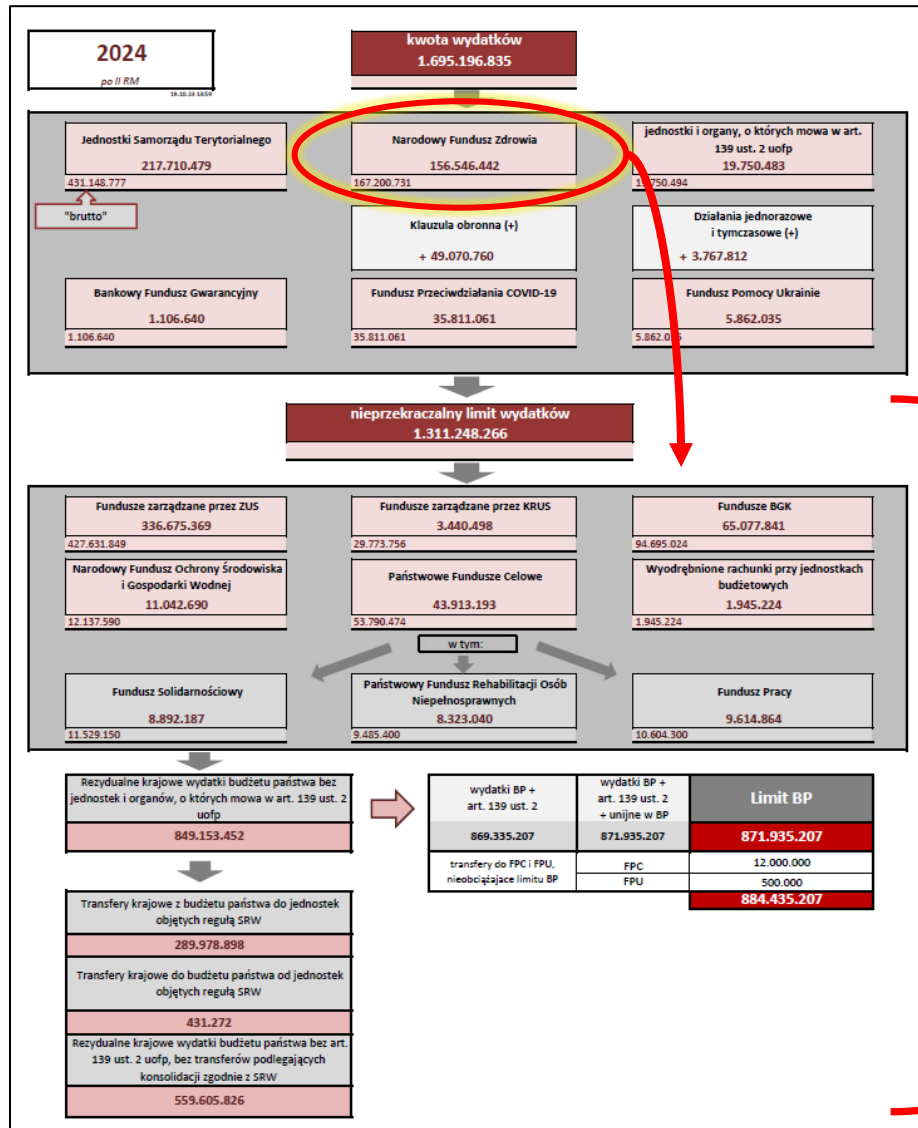 2024
po II RM
19.10.23 13:59
kwota wydatków
1.695.196.835
Jednostki Samorządu Terytorialnego
217.710.479
431.148.777
"brutto"
Narodowy Fundusz Zdrowia
156.546.442
167.200.731
jednostki i organy, o których mowa w art.
139 ust. 2 uofp
19.750.483
19.750.494
Klauzula obronna (+)
+ 49.070.760
Działania jednorazowe
i tymczasowe (+)
+ 3.767.812
Bankowy Fundusz Gwarancyjny
1.106.640
1.106.640
Fundusz Przeciwdziałania COVID-19
35.811.061
35.811.061
Fundusz Pomocy Ukrainie
5.862.035
nieprzekraczalny limit wydatków
1.311.248.266
Fundusze zarządzane przez ZUS
336.675.369
427.631.849
Fundusze zarządzane przez KRUS
3.440.498
29.773.756
Fundusze BGK
65.077.841
94.695.024
Narodowy Fundusz Ochrony Środowiska
i Gospodarki Wodnej
11.042.690
12.137.590
Państwowe Fundusze Celowe
43.913.193
53.790.474
Wyodrębnione rachunki przy jednostkach
budżetowych
1.945.224
1.945.224
w tym:
Fundusz Solidarnościowy
8.892.187
11.529.150
Państwowy Fundusz Rehabilitacji Osób
Niepełnosprawnych
8.323.040
9.485.400
Fundusz Pracy
9.614.864
10.604.300
Rezydualne krajowe wydatki budżetu państwa bez
jednostek i organów, o których mowa w art. 139 ust. 2
uofp
849.153.452
wydatki BP +
art. 139 ust. 2
wydatki BP +
art. 139 ust. 2
+ unijne w BP
Limit BP
869.335.207
871.935.207
871.935.207
transfery do FPC i FPU,
nieobciążające limitu BP
FPC
12.000.000
FPU
500.000
884.435.207
Transfery krajowe z budżetu państwa do jednostek
objętych regułą SRW
289.978.898
Transfery krajowe do budżetu państwa od jednostek
objętych regułą SRW
431.272
Rezydualne krajowe wydatki budżetu państwa bez art.
139 ust. 2 uofp, bez transferów podlegających
konsolidacji zgodnie z SRW
559.605.826